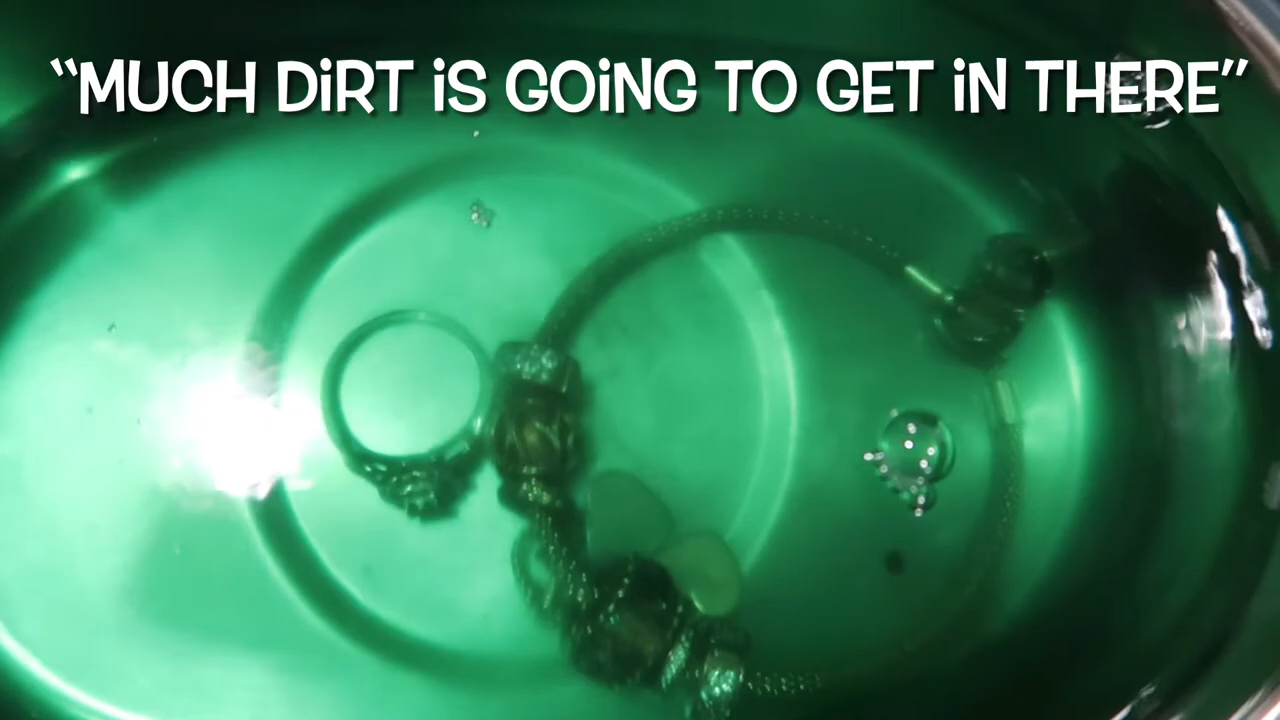 “MUCH DiRT iS GOiNG TO GET iN THERE”